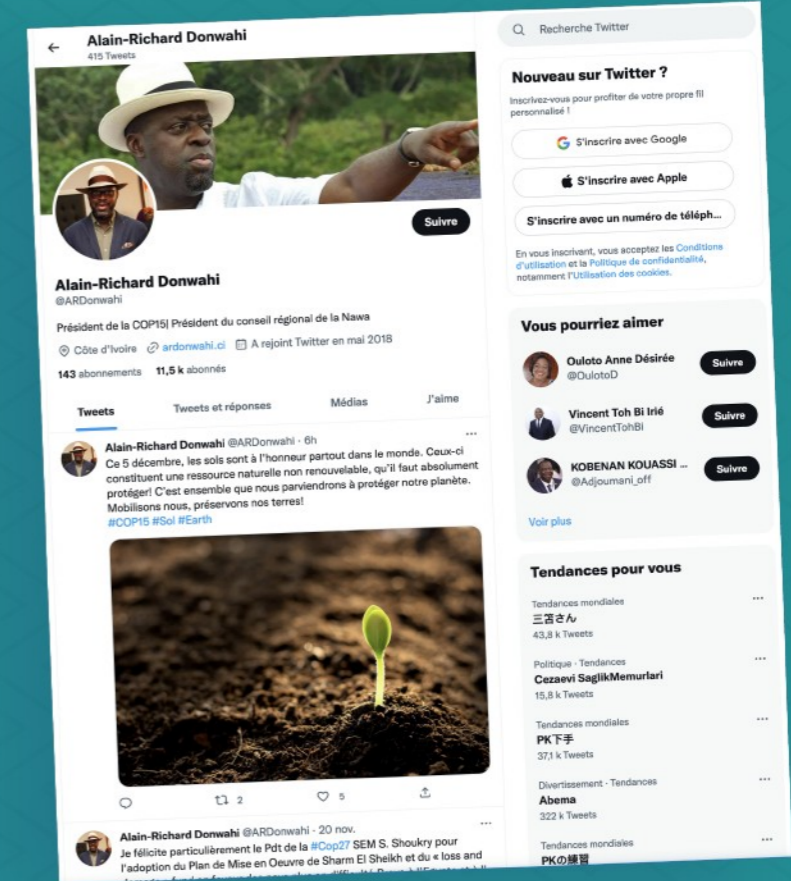 Alain-Richard Donwahi
415 Tweets
Suivre
Alain-Richard Donwahi
@ARDonwahi
Président de la COP15| Président du conseil régional de la Nawa
Côte d'Ivoire ardonwahi.ci A rejoint Twitter en mai 2018
143 abonnements 11,5 k abonnés
Tweets Tweets et réponses Médias J'aime
Alain-Richard Donwahi @ARDonwahi · 6h
Ce 5 décembre, les sols sont à l'honneur partout dans le monde. Ceux-ci
constituent une ressource naturelle non renouvelable, qu'il faut absolument
protéger! C'est ensemble que nous parviendrons à protéger notre planète.
Mobilisons nous, préservons nos terres!
#COP15 #Sol #Earth
2 5
Alain-Richard Donwahi @ARDonwahi · 20 nov.
Je félicite particulièrement le Pdt de la #Cop27 SEM S. Shoukry pour
l'adoption du Plan de Mise en Oeuvre de Sharm El Sheikh et du « loss and
Recherche Twitter
Nouveau sur Twitter ?
Inscrivez-vous pour profiter de votre propre fil
personnalisé !
S'inscrire avec Google
S'inscrire avec Apple
S'inscrire avec un numéro de téléph...
En vous inscrivant, vous acceptez les Conditions
d'utilisation et la Politique de confidentialité,
notamment l'Utilisation des cookies.
Vous pourriez aimer
Ouloto Anne Désirée
@OulotoD
Suivre
Vincent Toh Bi Irié
@VincentTohBi
Suivre
KOBENAN KOUASSI ...
@Adjoumani_off
Suivre
Voir plus
Tendances pour vous
Tendances mondiales
三笘さん
43,8 k Tweets
Politique · Tendances
Cezaevi SaglikMemurlari
15,8 k Tweets
Tendances mondiales
PK下手
37,1 k Tweets
Divertissement · Tendances
Abema
322 k Tweets
Tendances mondiales
PKの練習